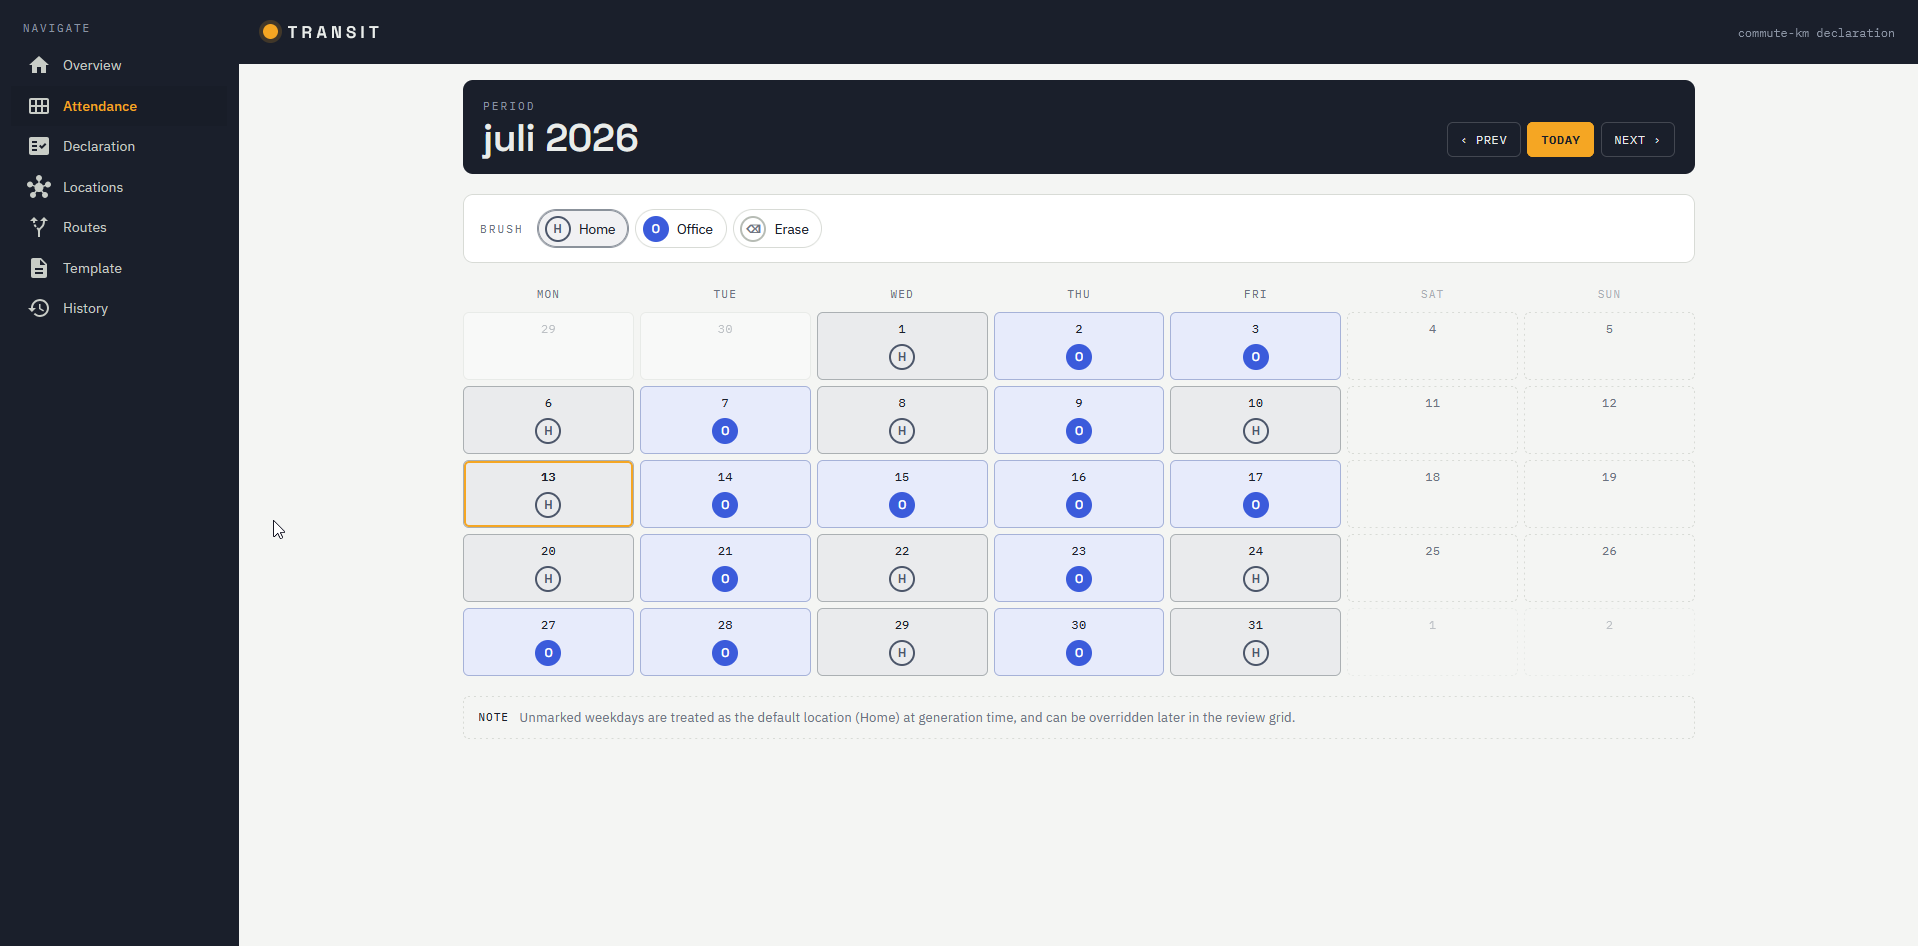 NAVIGATE
Overview
Attendance
Declaration
Locations
Routes
Template
History
TRANSIT
commute-km declaration
PERIOD
juli 2026
‹ PREV
TODAY
NEXT ›
BRUSH
H Home
O Office
⌫ Erase
MON TUE WED THU FRI SAT SUN
29 30 1 2 3 4 5
H O O
6 7 8 9 10 11 12
H O H O H
13 14 15 16 17 18 19
H O O O O
20 21 22 23 24 25 26
H O H O H
27 28 29 30 31 1 2
O O H O H
NOTE Unmarked weekdays are treated as the default location (Home) at generation time, and can be overridden later in the review grid.